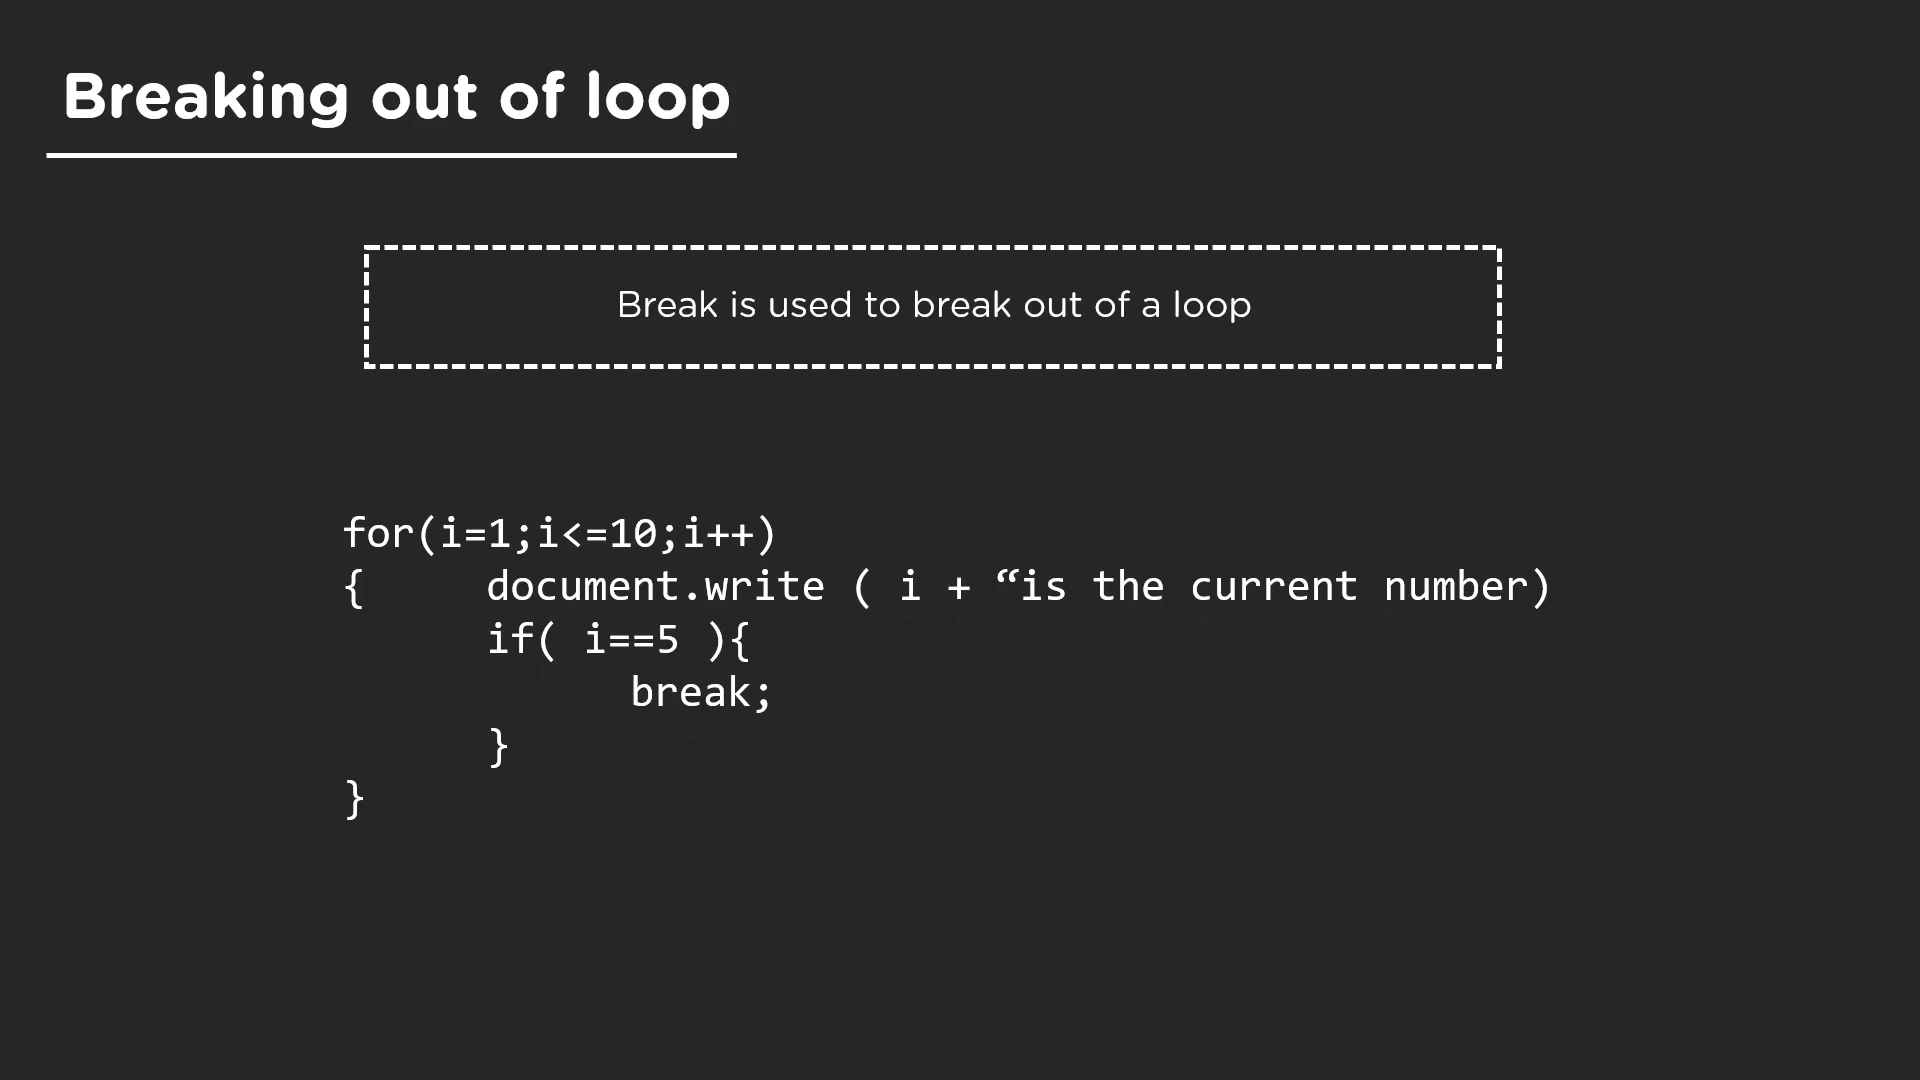 Breaking out of loop
Break is used to break out of a loop
for(i=1;i<=10;i++)
{     document.write ( i + “is the current number)
      if( i==5 ){
            break;
      }
}